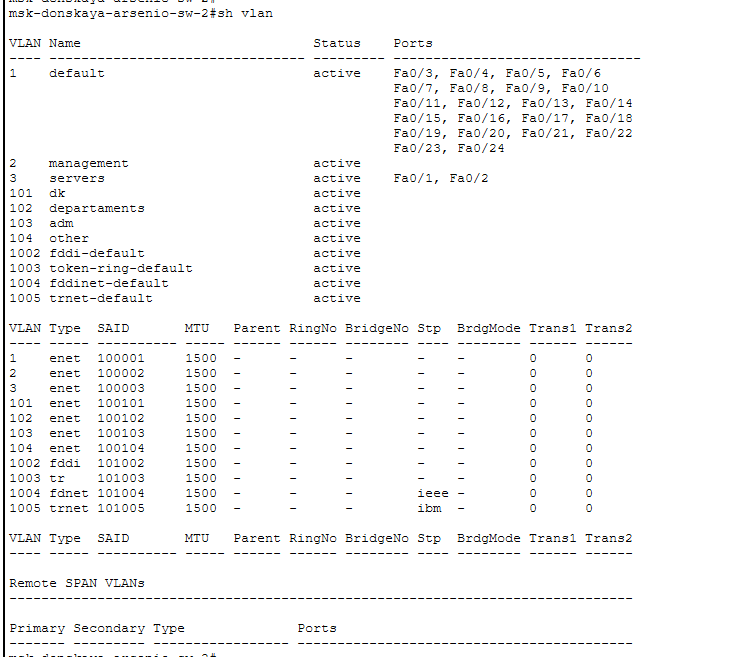 msk-donskaya-arsenio-sw-2#
msk-donskaya-arsenio-sw-2#sh vlan
VLAN Name                             Status    Ports
---- -------------------------------- --------- -------------------------------
1    default                          active    Fa0/3, Fa0/4, Fa0/5, Fa0/6
                                                Fa0/7, Fa0/8, Fa0/9, Fa0/10
                                                Fa0/11, Fa0/12, Fa0/13, Fa0/14
                                                Fa0/15, Fa0/16, Fa0/17, Fa0/18
                                                Fa0/19, Fa0/20, Fa0/21, Fa0/22
                                                Fa0/23, Fa0/24
2    management                       active
3    servers                          active    Fa0/1, Fa0/2
101  dk                               active
102  departaments                     active
103  adm                              active
104  other                            active
1002 fddi-default                     active
1003 token-ring-default               active
1004 fddinet-default                  active
1005 trnet-default                    active
VLAN Type  SAID       MTU   Parent RingNo BridgeNo Stp  BrdgMode Trans1 Trans2
---- ----- ---------- ----- ------ ------ -------- ---- -------- ------ ------
1    enet  100001     1500  -      -      -        -    -        0      0
2    enet  100002     1500  -      -      -        -    -        0      0
3    enet  100003     1500  -      -      -        -    -        0      0
101  enet  100101     1500  -      -      -        -    -        0      0
102  enet  100102     1500  -      -      -        -    -        0      0
103  enet  100103     1500  -      -      -        -    -        0      0
104  enet  100104     1500  -      -      -        -    -        0      0
1002 fddi  101002     1500  -      -      -        -    -        0      0
1003 tr    101003     1500  -      -      -        -    -        0      0
1004 fdnet 101004     1500  -      -      -        ieee -        0      0
1005 trnet 101005     1500  -      -      -        ibm  -        0      0
VLAN Type  SAID       MTU   Parent RingNo BridgeNo Stp  BrdgMode Trans1 Trans2
---- ----- ---------- ----- ------ ------ -------- ---- -------- ------ ------
Remote SPAN VLANs
------------------------------------------------------------------------------
Primary Secondary Type              Ports
------- --------- ----------------- ------------------------------------------
msk-donskaya-arsenio-sw-2#